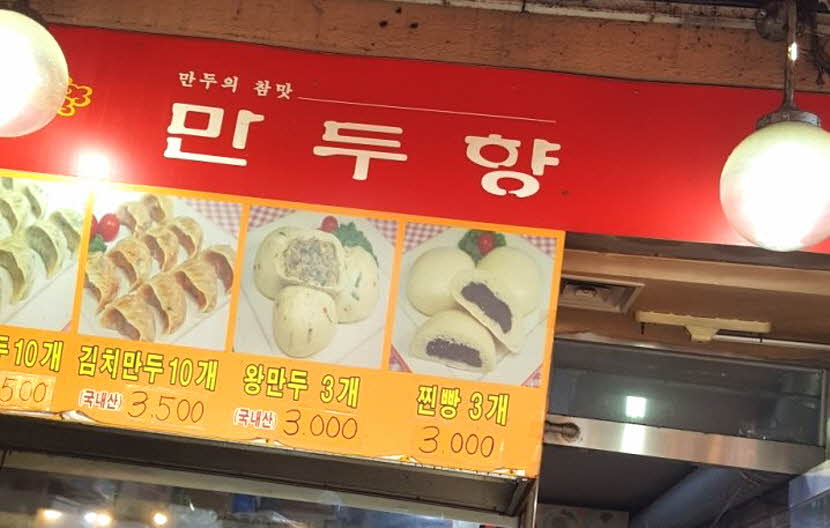 만두의 참맛
만두향
10개
500
김치만두 10개
(국내산) 3.500
왕만두 3개
(국내산) 3.000
찐빵 3개
3.000